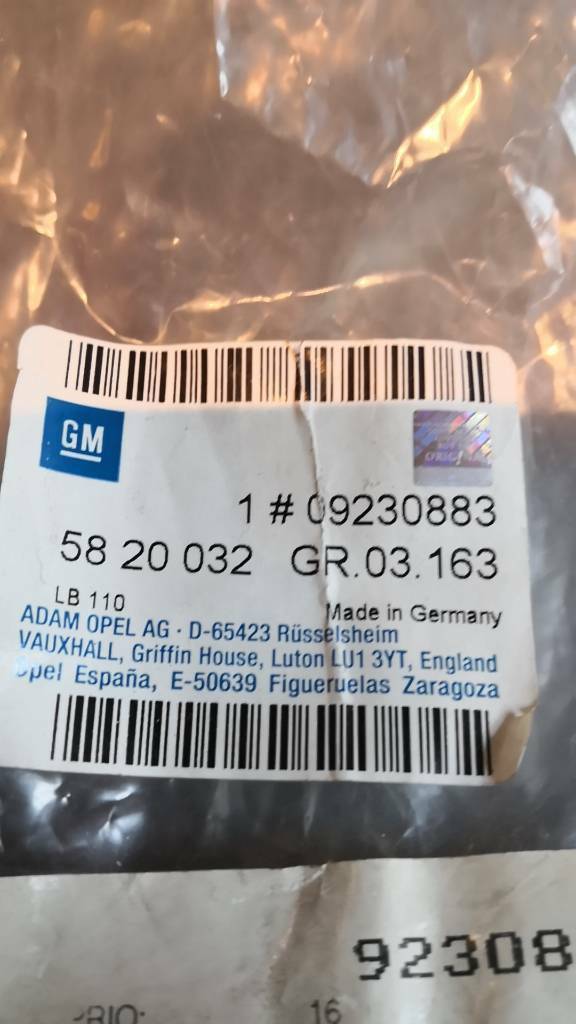 GM
1 # 09230883
58 20 032 GR.03.163
LB 110 Made in Germany
ADAM OPEL AG · D-65423 Rüsselsheim
VAUXHALL, Griffin House, Luton LU1 3YT, England
Opel España, E-50639 Figueruelas Zaragoza
92308
16